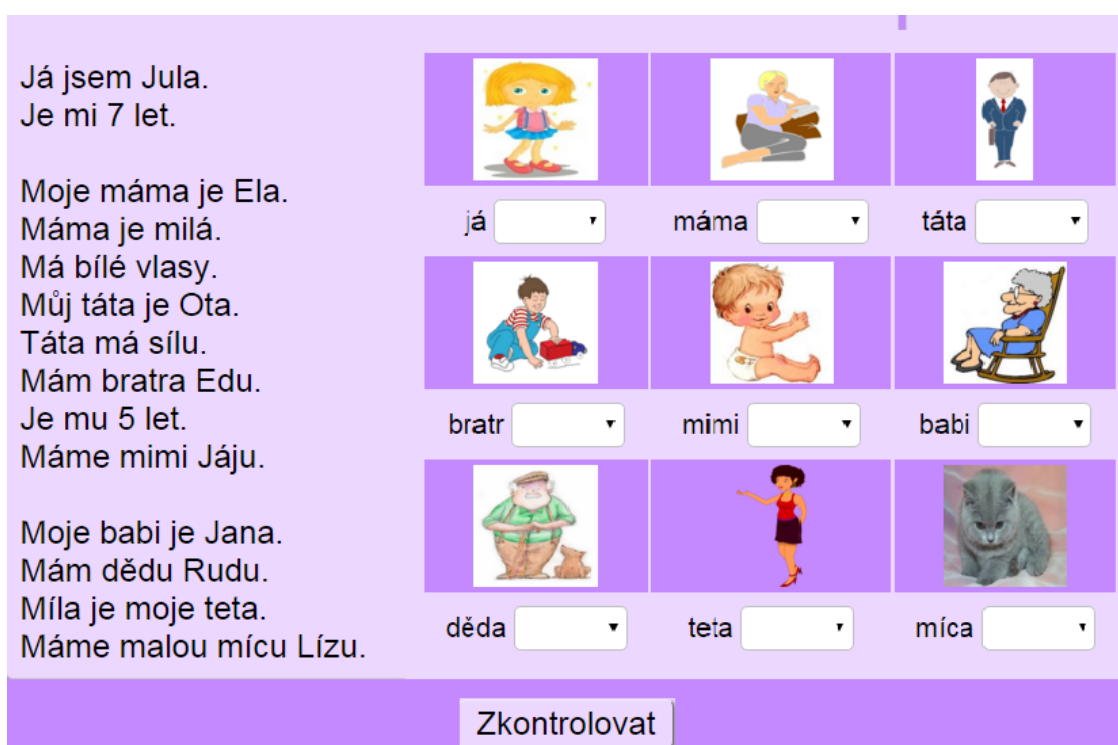 Já jsem Jula.
Je mi 7 let.
Moje máma je Ela.
Máma je milá.
Má bílé vlasy.
Můj táta je Ota.
Táta má sílu.
Mám bratra Edu.
Je mu 5 let.
Máme mimi Jáju.
Moje babi je Jana.
Mám dědu Rudu.
Míla je moje teta.
Máme malou mícu Lízu.
já
máma
táta
bratr
mimi
babi
děda
teta
míca
Zkontrolovat